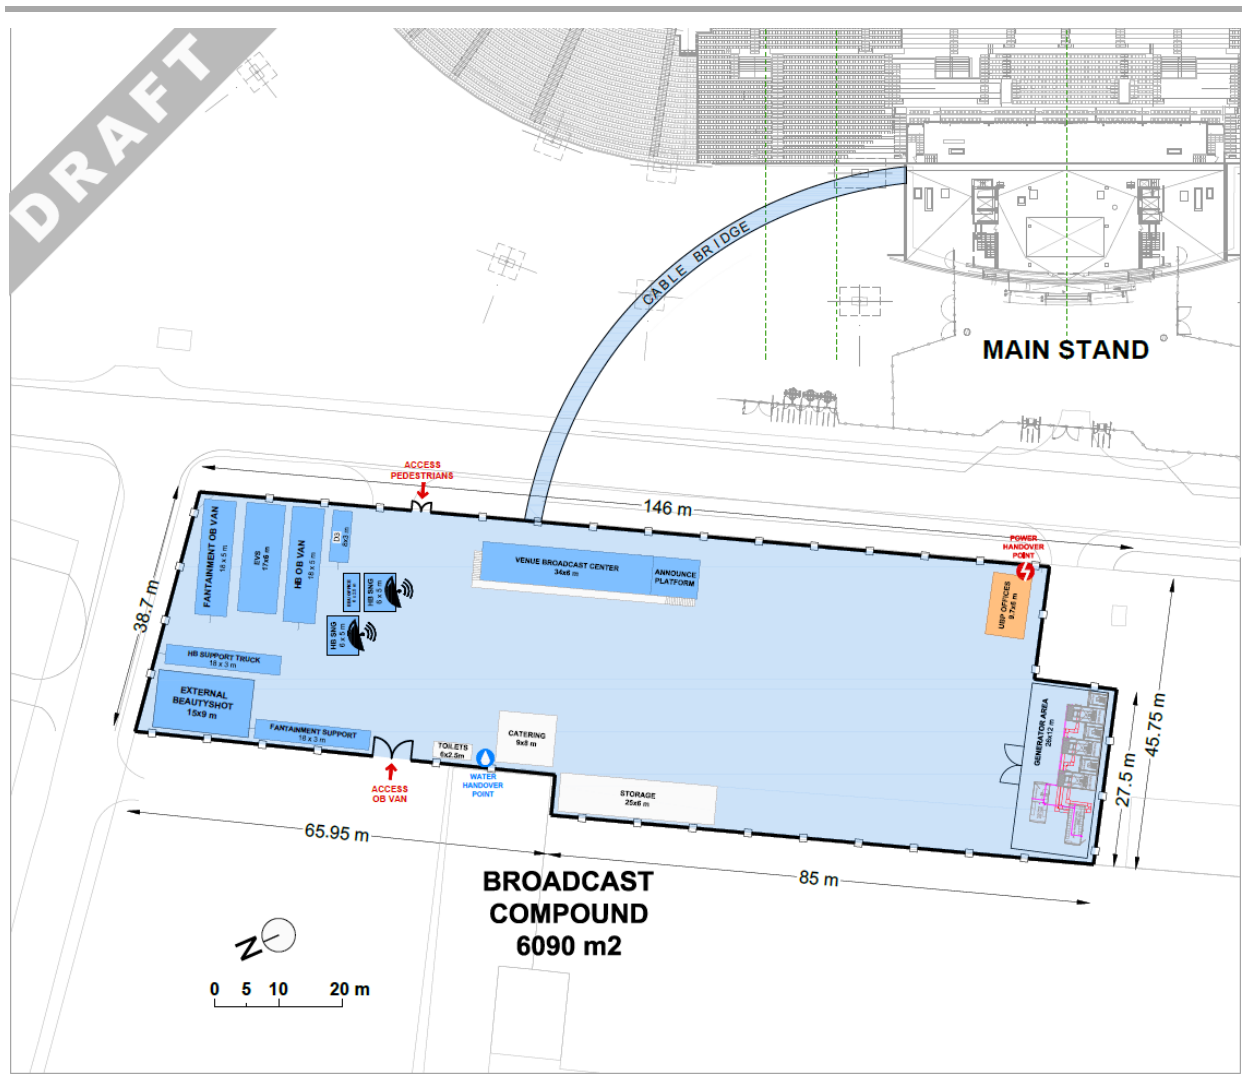 DRAFT
CABLE BRIDGE
MAIN STAND
ACCESS
PEDESTRIANS
146 m
POWER
HANDOVER
POINT
38.7 m
FANTAINMENT OB VAN
18 x 5 m
EVS
17x6 m
HB OB VAN
18 x 5 m
6x3 m
VENUE BROADCAST CENTER
34x6 m
ANNOUNCE
PLATFORM
HB SNG
6 x 5 m
HB SNG
6 x 5 m
UBP OFFICES
9.7x6 m
HB SUPPORT TRUCK
18 x 3 m
EXTERNAL
BEAUTYSHOT
15x9 m
FANTAINMENT SUPPORT
18 x 3 m
TOILETS
6x2.5m
CATERING
9x8 m
WATER
HANDOVER
POINT
STORAGE
25x6 m
GENERATOR AREA
26x12 m
45.75 m
27.5 m
ACCESS
OB VAN
65.95 m
85 m
BROADCAST
COMPOUND
6090 m2
N
0 5 10 20 m